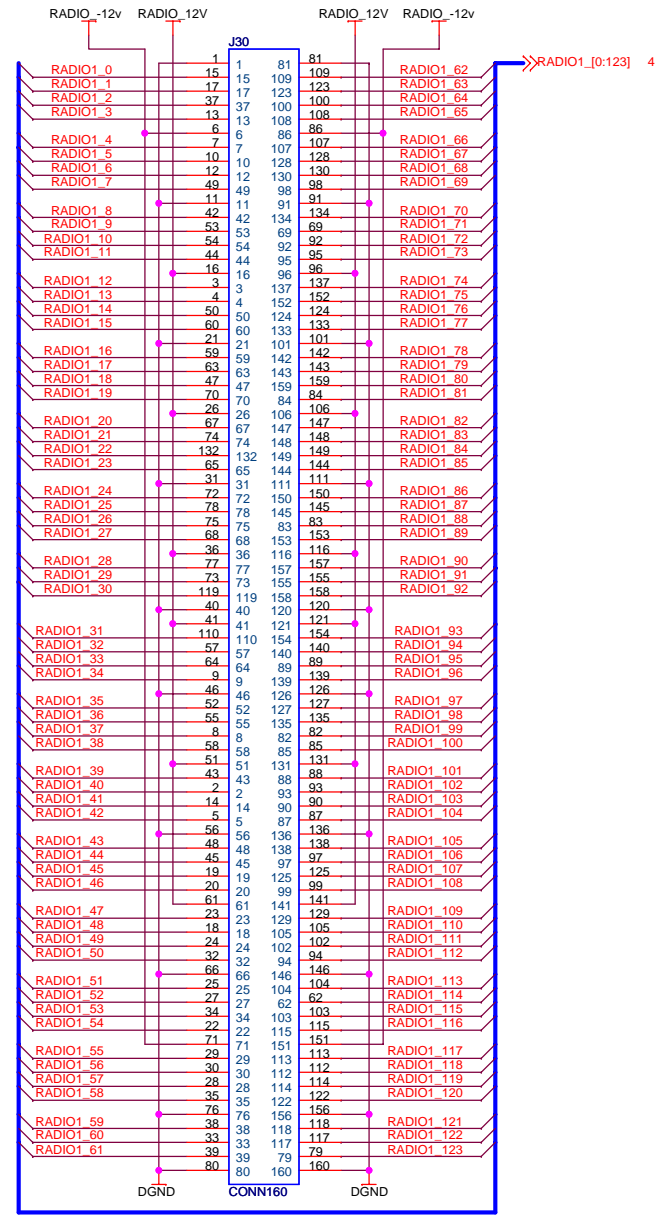 RADIO_-12v RADIO_12V RADIO_12V RADIO_-12v
J30
1 1 81 81 RADIO1_[0:123] 4
RADIO1_0 15 15 109 109 RADIO1_62
RADIO1_1 17 17 123 123 RADIO1_63
RADIO1_2 37 37 100 100 RADIO1_64
RADIO1_3 13 13 108 108 RADIO1_65
6 6 86 86
RADIO1_4 7 7 107 107 RADIO1_66
RADIO1_5 10 10 128 128 RADIO1_67
RADIO1_6 12 12 130 130 RADIO1_68
RADIO1_7 49 49 98 98 RADIO1_69
11 11 91 91
RADIO1_8 42 42 134 134 RADIO1_70
RADIO1_9 53 53 69 69 RADIO1_71
RADIO1_10 54 54 92 92 RADIO1_72
RADIO1_11 44 44 95 95 RADIO1_73
16 16 96 96
RADIO1_12 3 3 137 137 RADIO1_74
RADIO1_13 4 4 152 152 RADIO1_75
RADIO1_14 50 50 124 124 RADIO1_76
RADIO1_15 60 60 133 133 RADIO1_77
21 21 101 101
RADIO1_16 59 59 142 142 RADIO1_78
RADIO1_17 63 63 143 143 RADIO1_79
RADIO1_18 47 47 159 159 RADIO1_80
RADIO1_19 70 70 84 84 RADIO1_81
26 26 106 106
RADIO1_20 67 67 147 147 RADIO1_82
RADIO1_21 74 74 148 148 RADIO1_83
RADIO1_22 132 132 149 149 RADIO1_84
RADIO1_23 65 65 144 144 RADIO1_85
31 31 111 111
RADIO1_24 72 72 150 150 RADIO1_86
RADIO1_25 78 78 145 145 RADIO1_87
RADIO1_26 75 75 83 83 RADIO1_88
RADIO1_27 68 68 153 153 RADIO1_89
36 36 116 116
RADIO1_28 77 77 157 157 RADIO1_90
RADIO1_29 73 73 155 155 RADIO1_91
RADIO1_30 119 119 158 158 RADIO1_92
40 40 120 120
41 41 121 121
RADIO1_31 110 110 154 154 RADIO1_93
RADIO1_32 57 57 140 140 RADIO1_94
RADIO1_33 64 64 89 89 RADIO1_95
RADIO1_34 9 9 139 139 RADIO1_96
46 46 126 126
RADIO1_35 52 52 127 127 RADIO1_97
RADIO1_36 55 55 135 135 RADIO1_98
RADIO1_37 8 8 82 82 RADIO1_99
RADIO1_38 58 58 85 85 RADIO1_100
51 51 131 131
RADIO1_39 43 43 88 88 RADIO1_101
RADIO1_40 2 2 93 93 RADIO1_102
RADIO1_41 14 14 90 90 RADIO1_103
RADIO1_42 5 5 87 87 RADIO1_104
56 56 136 136
RADIO1_43 48 48 138 138 RADIO1_105
RADIO1_44 45 45 97 97 RADIO1_106
RADIO1_45 19 19 125 125 RADIO1_107
RADIO1_46 20 20 99 99 RADIO1_108
61 61 141 141
RADIO1_47 23 23 129 129 RADIO1_109
RADIO1_48 18 18 105 105 RADIO1_110
RADIO1_49 24 24 102 102 RADIO1_111
RADIO1_50 32 32 94 94 RADIO1_112
66 66 146 146
RADIO1_51 25 25 104 104 RADIO1_113
RADIO1_52 27 27 62 62 RADIO1_114
RADIO1_53 34 34 103 103 RADIO1_115
RADIO1_54 22 22 115 115 RADIO1_116
71 71 151 151
RADIO1_55 29 29 113 113 RADIO1_117
RADIO1_56 30 30 112 112 RADIO1_118
RADIO1_57 28 28 114 114 RADIO1_119
RADIO1_58 35 35 122 122 RADIO1_120
76 76 156 156
RADIO1_59 38 38 118 118 RADIO1_121
RADIO1_60 33 33 117 117 RADIO1_122
RADIO1_61 39 39 79 79 RADIO1_123
80 80 160 160
DGND CONN160 DGND